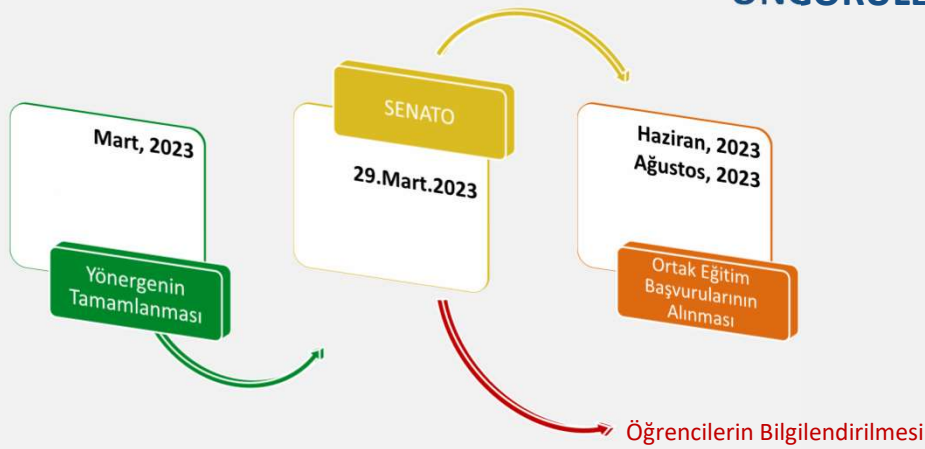 Mart, 2023
Yönergenin
Tamamlanması
SENATO
29.Mart.2023
Haziran, 2023
Ağustos, 2023
Ortak Eğitim
Başvurularının
Alınması
Öğrencilerin Bilgilendirilmesi